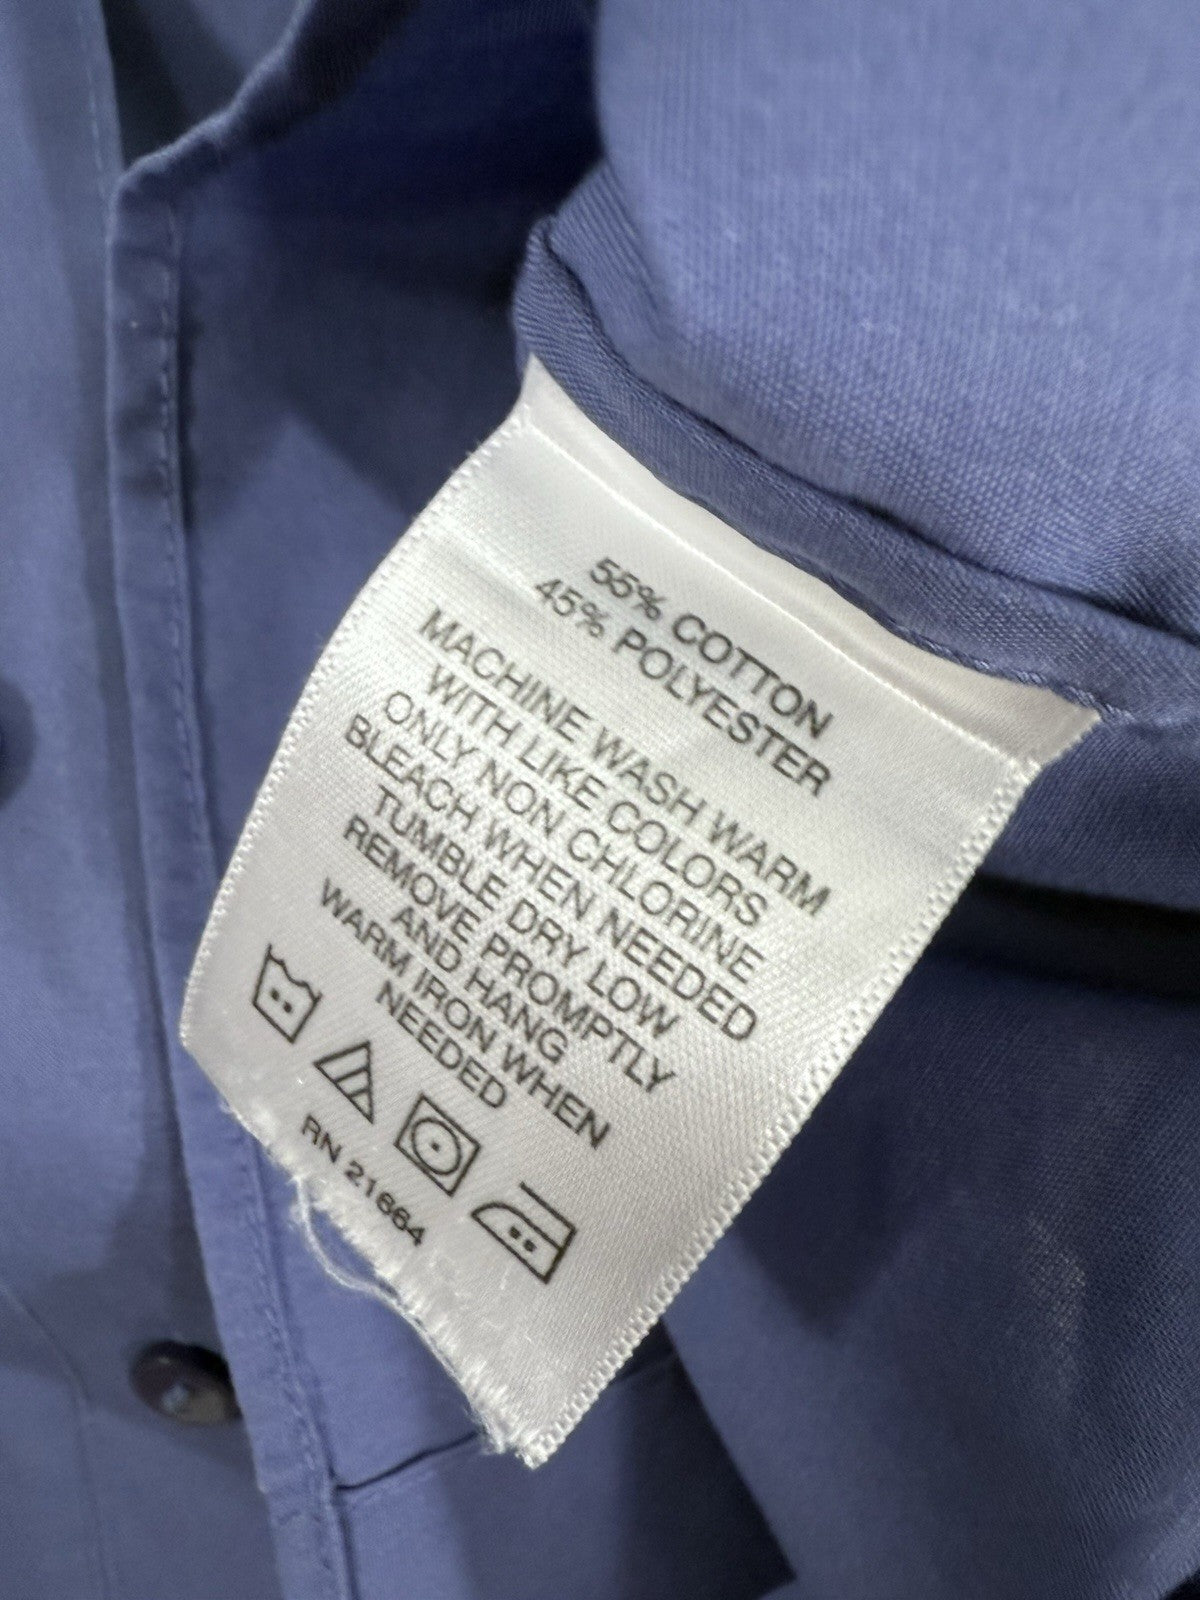 55% COTTON
45% POLYESTER
MACHINE WASH WARM
WITH LIKE COLORS
ONLY NON CHLORINE
BLEACH WHEN NEEDED
TUMBLE DRY LOW
REMOVE PROMPTLY
AND HANG
WARM IRON WHEN
NEEDED
RN 21664